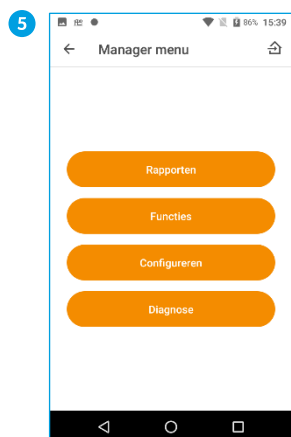 5
86% 15:39
Manager menu
Rapporten
Functies
Configureren
Diagnose